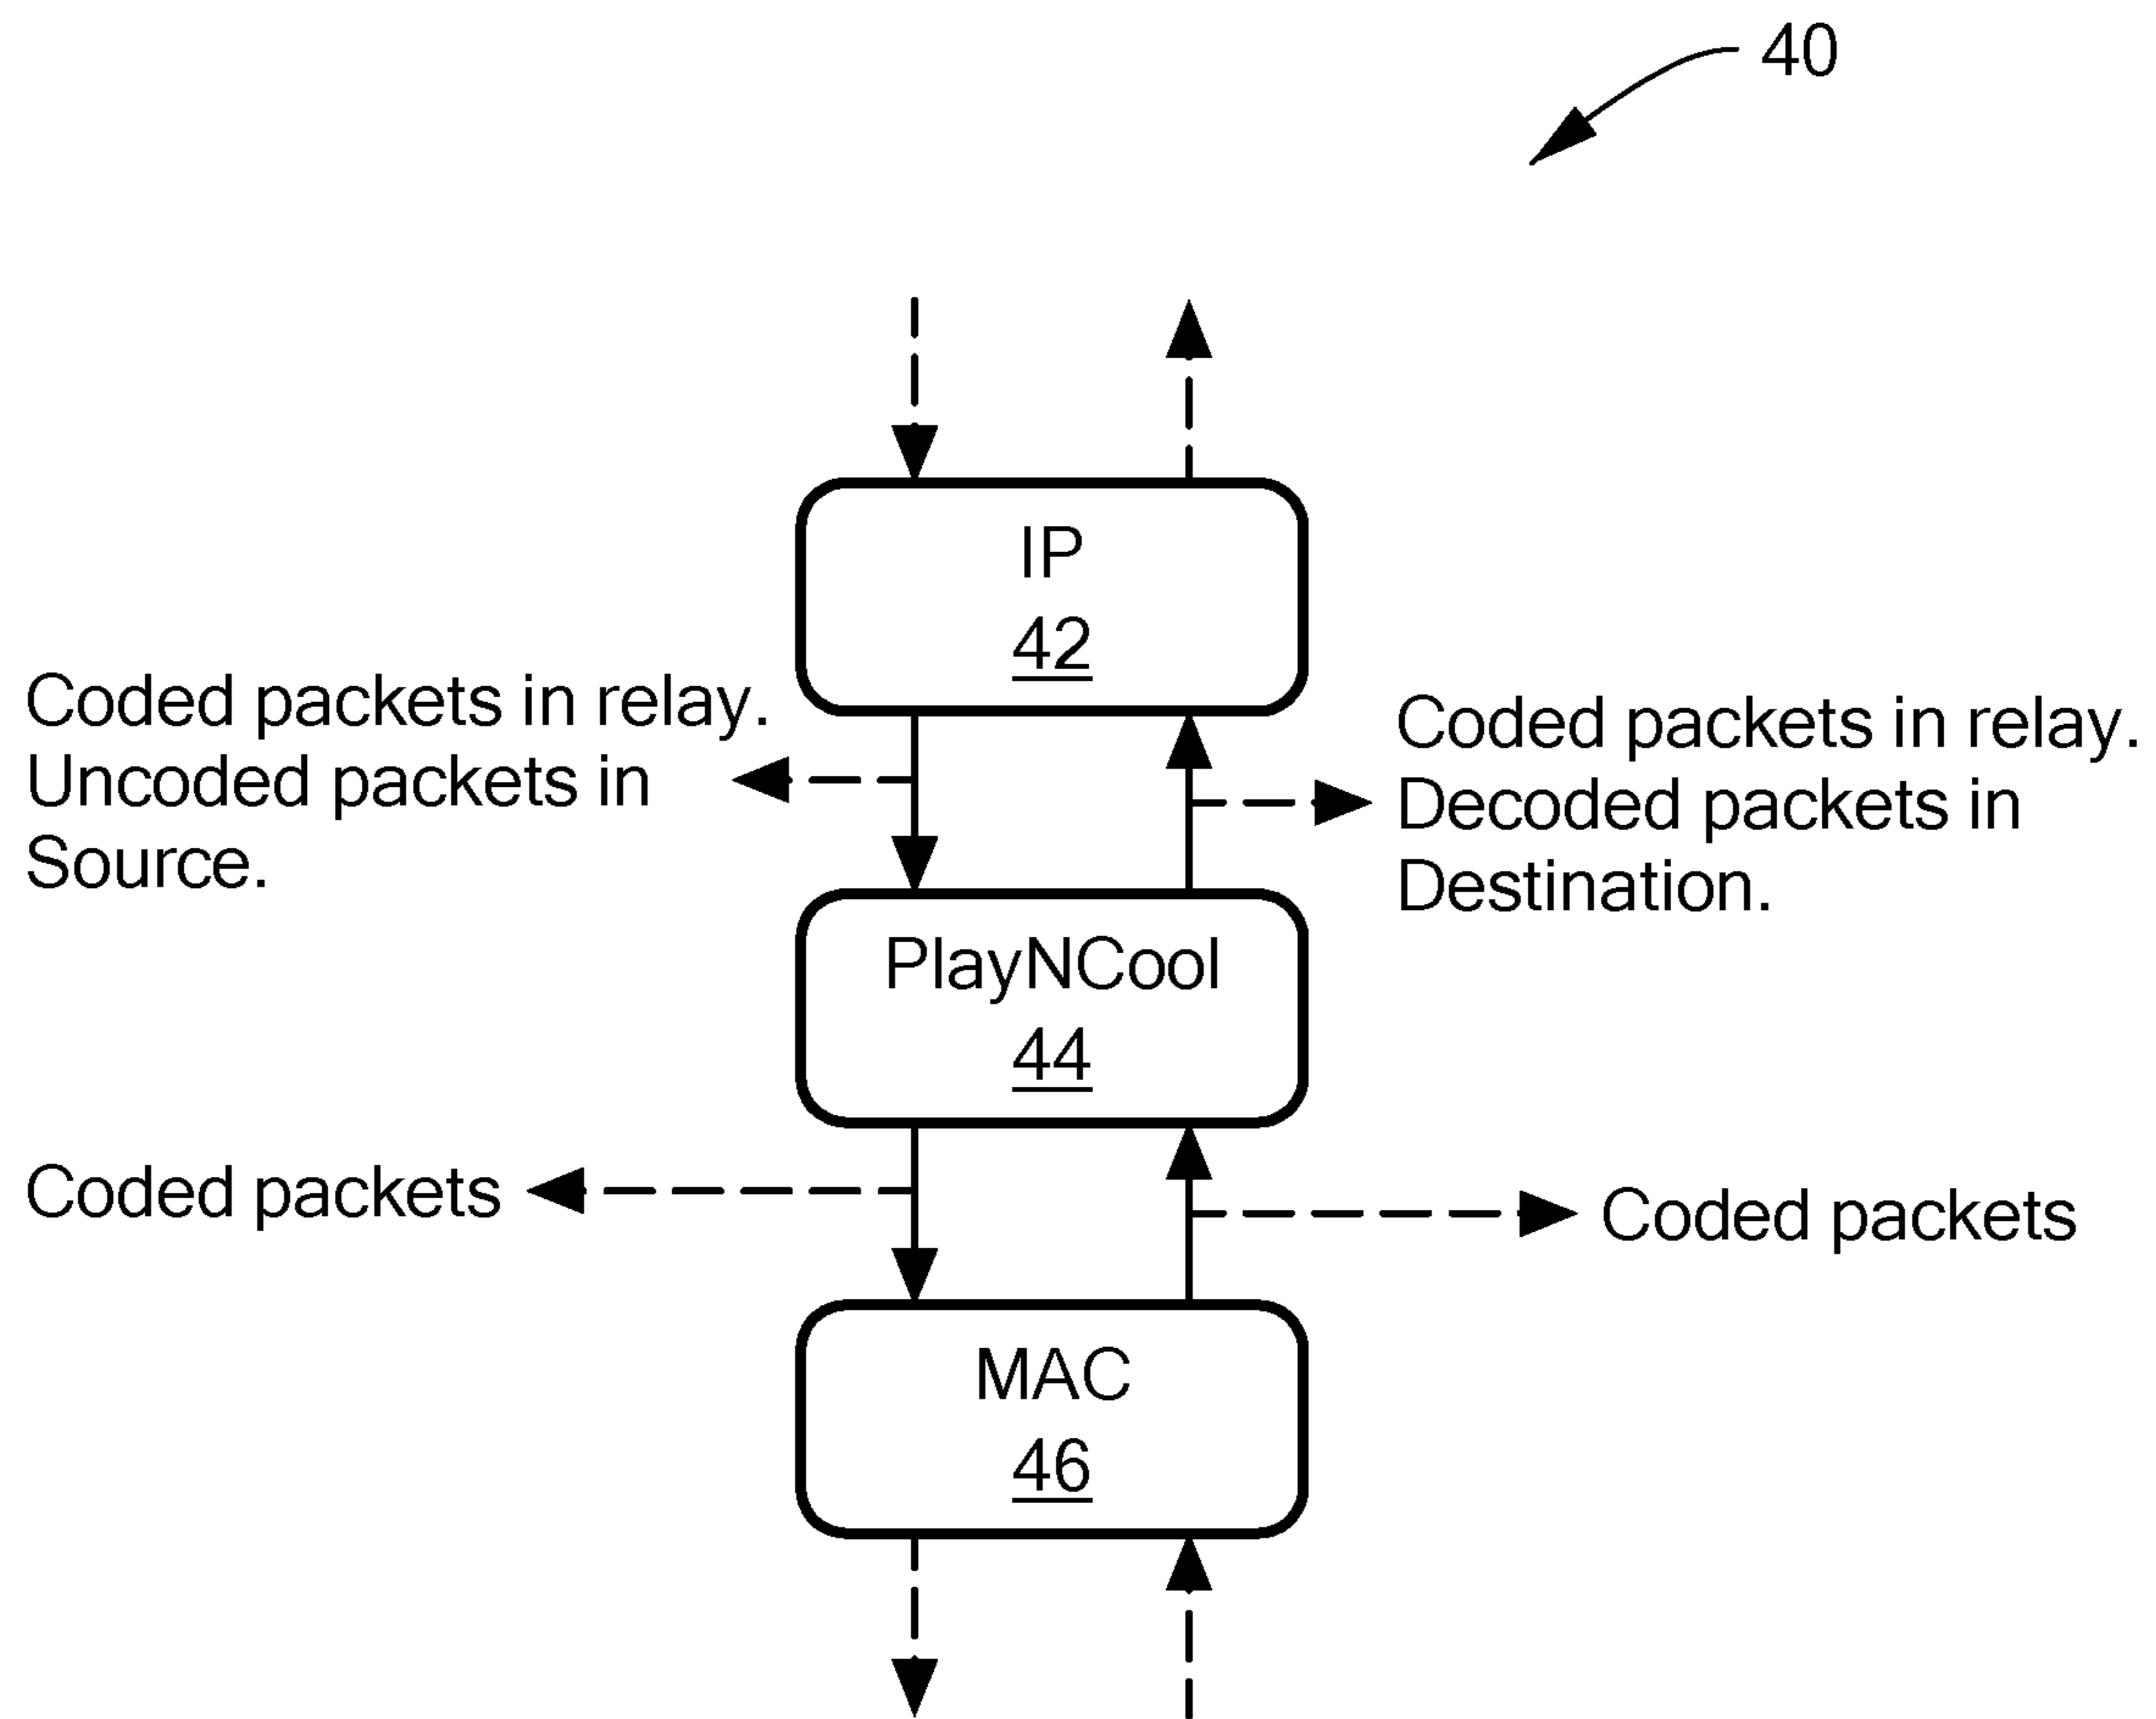 40
IP
42
Coded packets in relay.
Uncoded packets in
Source.
Coded packets in relay.
Decoded packets in
Destination.
PlayNCool
44
Coded packets
Coded packets
MAC
46